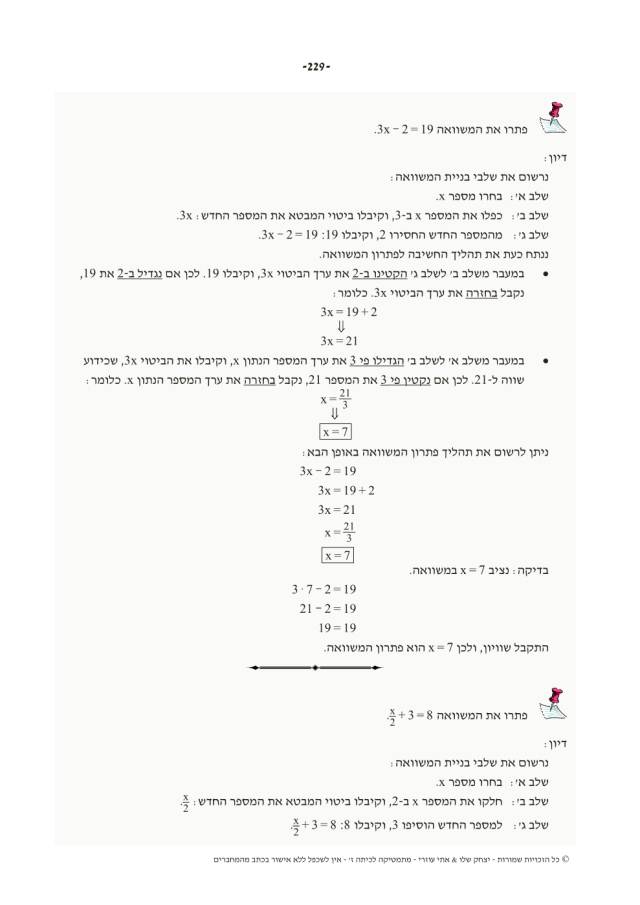 -229-
פתרו את המשוואה 3x − 2 = 19.
דיון :
נרשום את שלבי בניית המשוואה :
שלב א׳ : בחרו מספר x.
שלב ב׳ : כפלו את המספר x ב-3, וקיבלו ביטוי המבטא את המספר החדש : 3x.
שלב ג׳ : מהמספר החדש החסירו 2, וקיבלו 19: 3x − 2 = 19.
ננתח כעת את תהליך החשיבה לפתרון המשוואה.
• במעבר משלב ב׳ לשלב ג׳ הקטינו ב-2 את ערך הביטוי 3x, וקיבלו 19. לכן אם נגדיל ב-2 את 19,
נקבל בחזרה את ערך הביטוי 3x. כלומר :
3x = 19 + 2
⇓
3x = 21
• במעבר משלב א׳ לשלב ב׳ הגדילו פי 3 את ערך המספר הנתון x, וקיבלו את הביטוי 3x, שכידוע
שווה ל-21. לכן אם נקטין פי 3 את המספר 21, נקבל בחזרה את ערך המספר הנתון x. כלומר :
x = 21/3
⇓
x = 7
ניתן לרשום את תהליך פתרון המשוואה באופן הבא :
3x − 2 = 19
3x = 19 + 2
3x = 21
x = 21/3
x = 7
בדיקה : נציב x = 7 במשוואה.
3 · 7 − 2 = 19
21 − 2 = 19
19 = 19
התקבל שוויון, ולכן x = 7 הוא פתרון המשוואה.
פתרו את המשוואה x/2 + 3 = 8.
דיון :
נרשום את שלבי בניית המשוואה :
שלב א׳ : בחרו מספר x.
שלב ב׳ : חלקו את המספר x ב-2, וקיבלו ביטוי המבטא את המספר החדש : x/2.
שלב ג׳ : למספר החדש הוסיפו 3, וקיבלו 8: x/2 + 3 = 8.
© כל הזכויות שמורות - יצחק שלו & אתי עוזרי - מתמטיקה לכיתה ז׳ - אין לשכפל ללא אישור בכתב מהמחברים